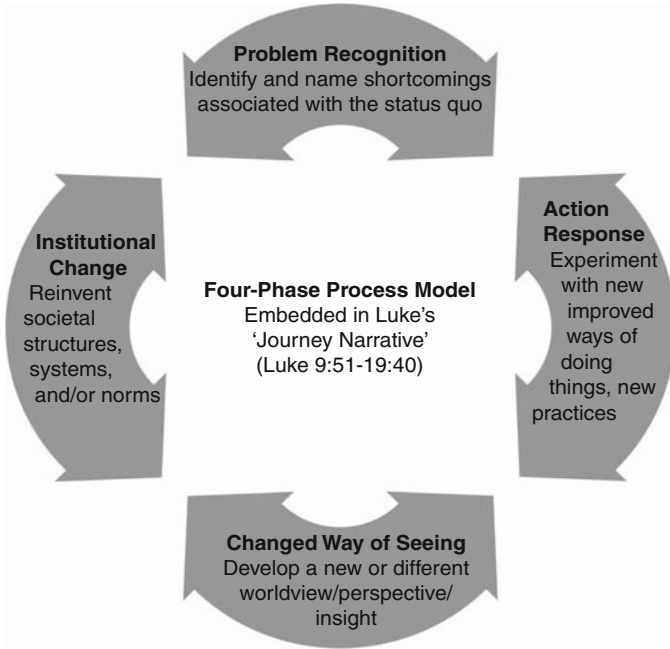 Problem Recognition
Identify and name shortcomings
associated with the status quo
Action
Response
Experiment
with new
improved
ways of
doing
things, new
practices
Institutional
Change
Reinvent
societal
structures,
systems,
and/or norms
Four-Phase Process Model
Embedded in Luke's
'Journey Narrative'
(Luke 9:51-19:40)
Changed Way of Seeing
Develop a new or different
worldview/perspective/
insight